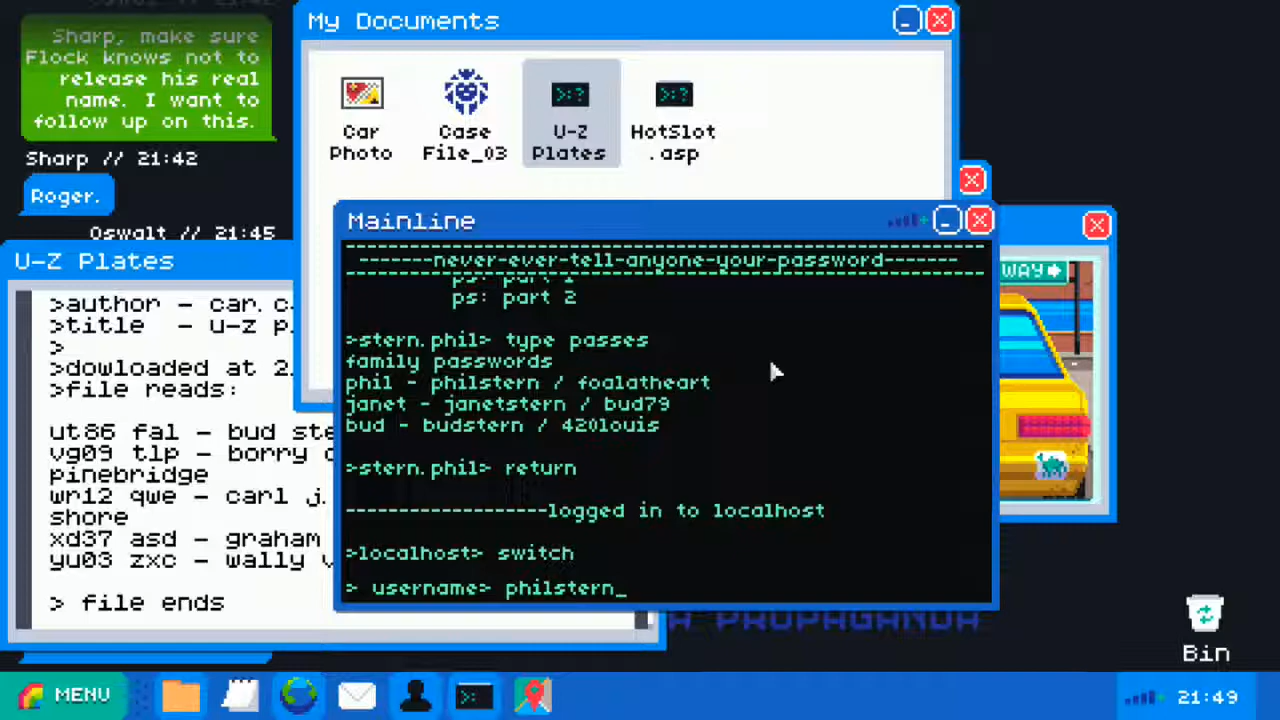 Sharp, make sure
Flock knows not to
release his real
name. I want to
follow up on this.
Sharp // 21:42
Roger.
Oswalt // 21:45
My Documents
Car
Photo
Case
File_03
>:?
U-Z
Plates
>:?
HotSlot
.asp
U-Z Plates
>author - car.c
>title - u-z p
>
>dowloaded at 2
>file reads:
ut86 fal - bud ste
vg09 tlp - bonny
pinebridge
wr12 qwe - carl j.
shore
xd37 asd - graham
yu03 zxc - wally v
> file ends
Mainline
-------never-ever-tell-anyone-your-password-------
ps: part 1
ps: part 2
>stern.phil> type passes
family passwords
phil - philstern / foalatheart
janet - janetstern / bud79
bud - budstern / 420louis
>stern.phil> return
-------------------logged in to localhost
>localhost> switch
> username> philstern_
WAY
A PROPAGANDA
Bin
MENU
21:49